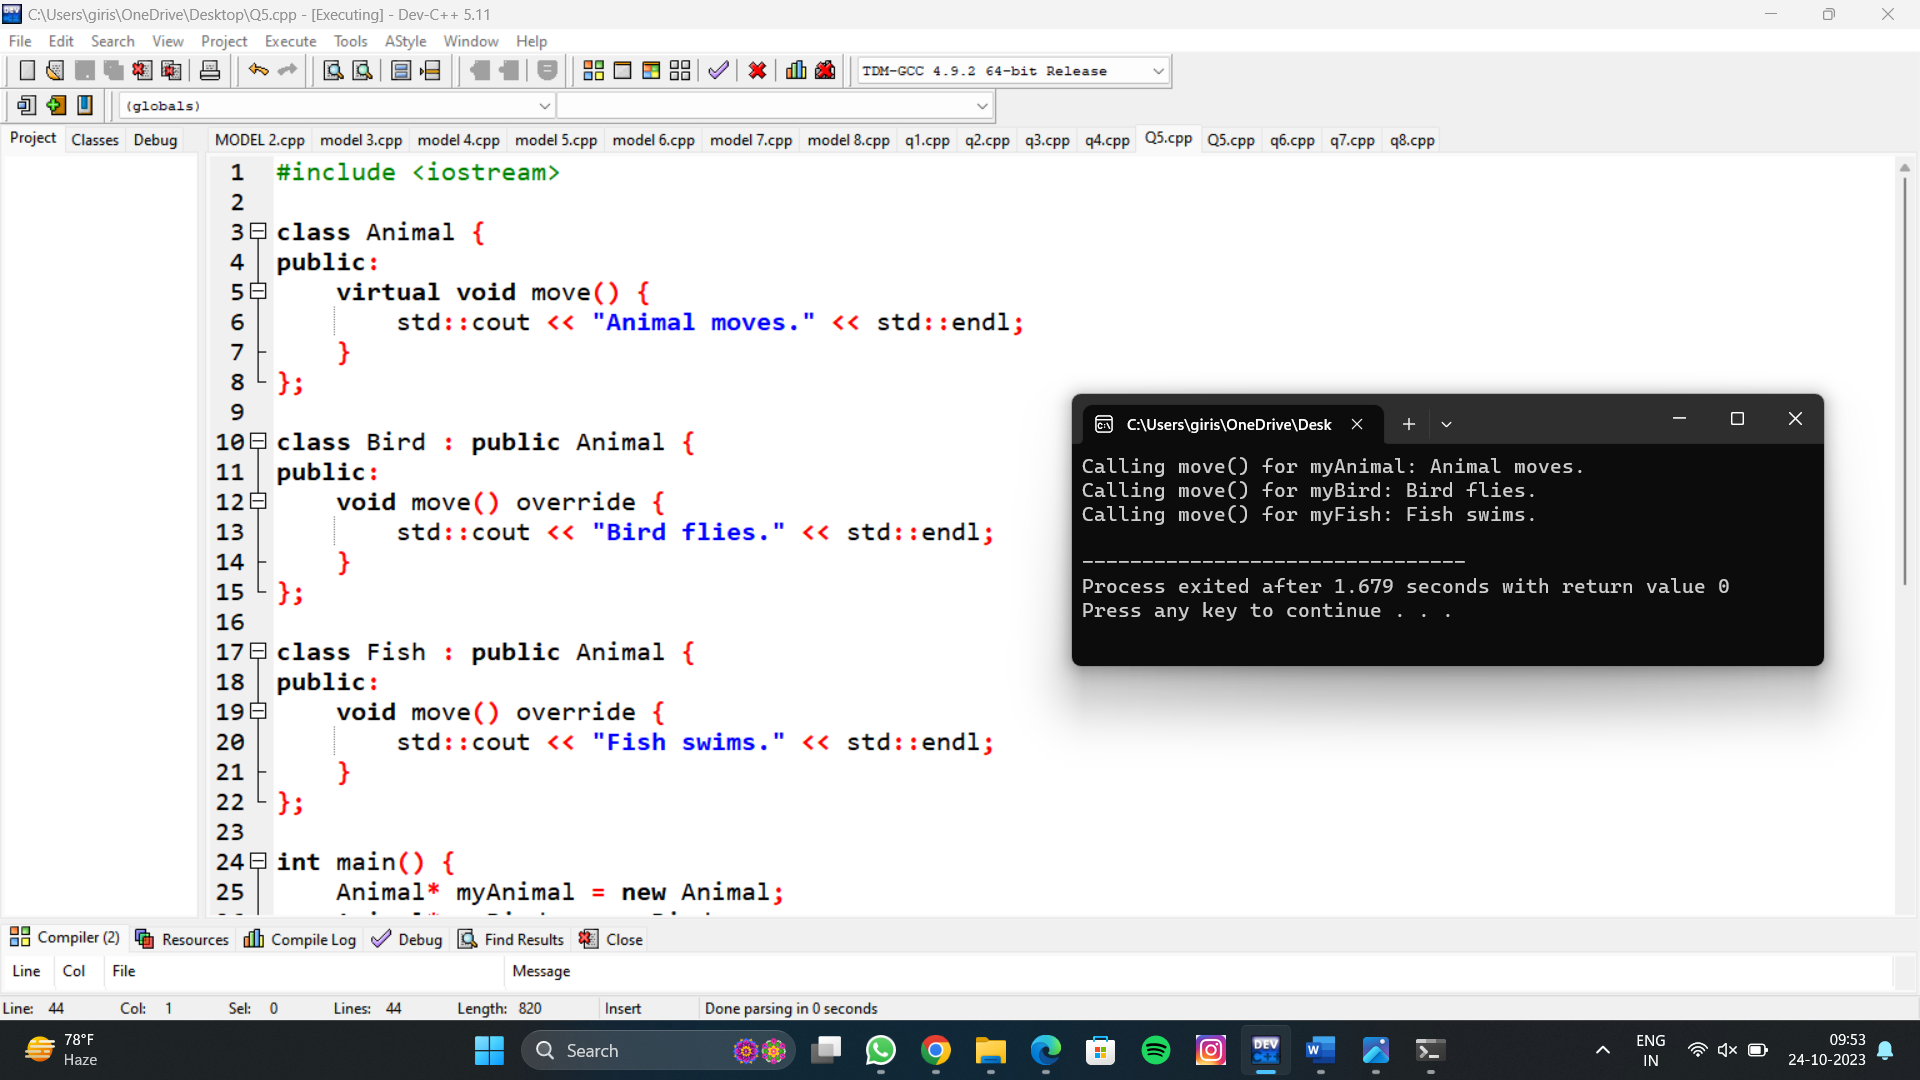 C:\Users\giris\OneDrive\Desktop\Q5.cpp - [Executing] - Dev-C++ 5.11
File Edit Search View Project Execute Tools AStyle Window Help
TDM-GCC 4.9.2 64-bit Release
(globals)
Project Classes Debug MODEL 2.cpp model 3.cpp model 4.cpp model 5.cpp model 6.cpp model 7.cpp model 8.cpp q1.cpp q2.cpp q3.cpp q4.cpp Q5.cpp Q5.cpp q6.cpp q7.cpp q8.cpp
1 #include <iostream>
2
3 class Animal {
4 public:
5 virtual void move() {
6 std::cout << "Animal moves." << std::endl;
7 }
8 };
9
10 class Bird : public Animal {
11 public:
12 void move() override {
13 std::cout << "Bird flies." << std::endl;
14 }
15 };
16
17 class Fish : public Animal {
18 public:
19 void move() override {
20 std::cout << "Fish swims." << std::endl;
21 }
22 };
23
24 int main() {
25 Animal* myAnimal = new Animal;
C:\Users\giris\OneDrive\Desk
Calling move() for myAnimal: Animal moves.
Calling move() for myBird: Bird flies.
Calling move() for myFish: Fish swims.
--------------------------------
Process exited after 1.679 seconds with return value 0
Press any key to continue . . .
Compiler (2) Resources Compile Log Debug Find Results Close
Line Col File Message
Line: 44 Col: 1 Sel: 0 Lines: 44 Length: 820 Insert Done parsing in 0 seconds
78°F
Haze
Search
DEV
C++
ENG
IN
09:53
24-10-2023